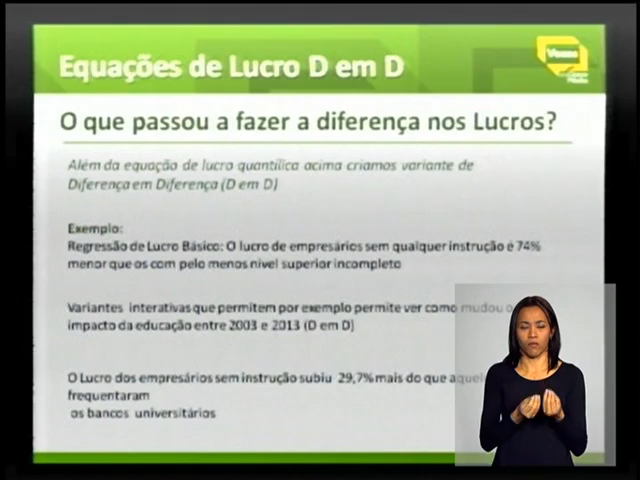 Equações de Lucro D em D
O que passou a fazer a diferença nos Lucros?
Além da equação de lucro quantílica acima criamos variante de
Diferença em Diferença (D em D)
Exemplo:
Regressão de Lucro Básico: O lucro de empresários sem qualquer instrução é 74%
menor que os com pelo menos nivel superior incompleto
Variantes interativas que permitem por exemplo permite ver como mudou o
impacto da educação entre 2003 e 2013 (D em D)
O Lucro dos empresários sem instrução subiu 29,7% mais do que
frequentaram
os bancos universitários